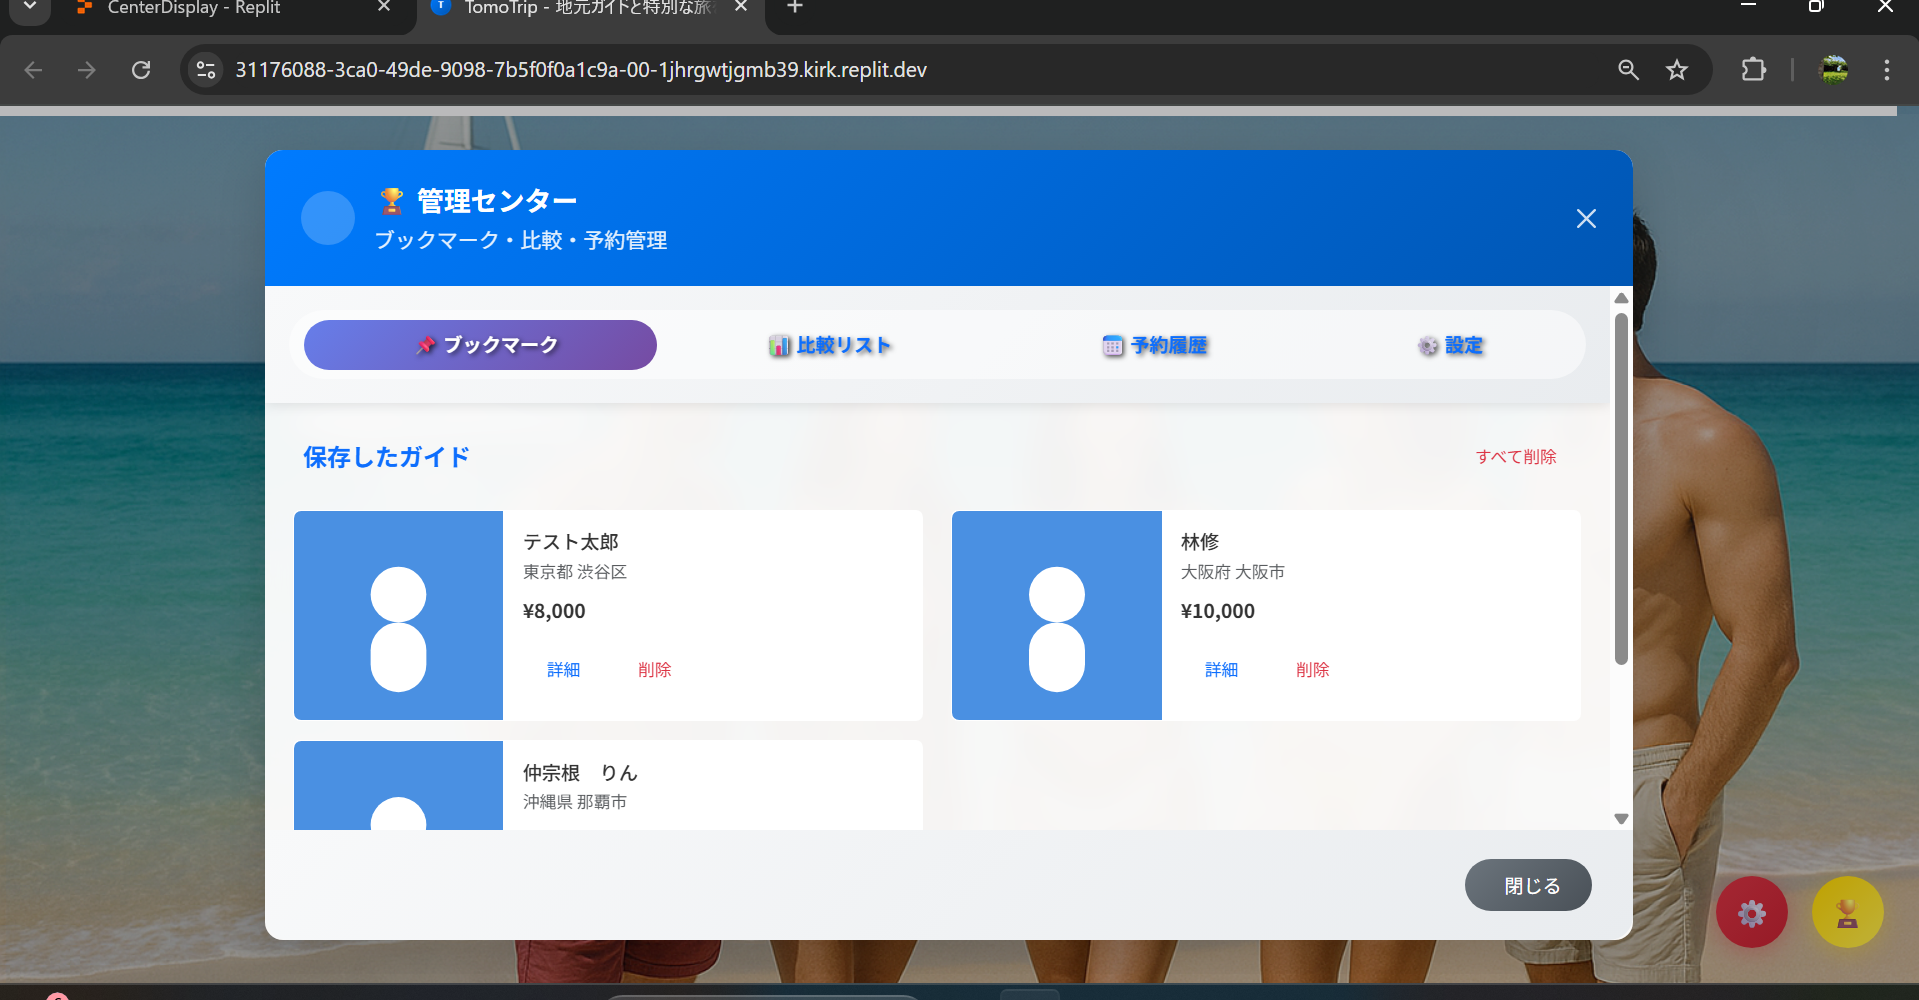 CenterDisplay - Replit
TomoTrip - 地元ガイドと特別な旅
31176088-3ca0-49de-9098-7b5f0f0a1c9a-00-1jhrgwtjgmb39.kirk.replit.dev
🏆 管理センター
ブックマーク・比較・予約管理
📌 ブックマーク
📊 比較リスト
📅 予約履歴
⚙️ 設定
保存したガイド
すべて削除
テスト太郎
東京都 渋谷区
¥8,000
詳細 削除
林修
大阪府 大阪市
¥10,000
詳細 削除
仲宗根　りん
沖縄県 那覇市
閉じる